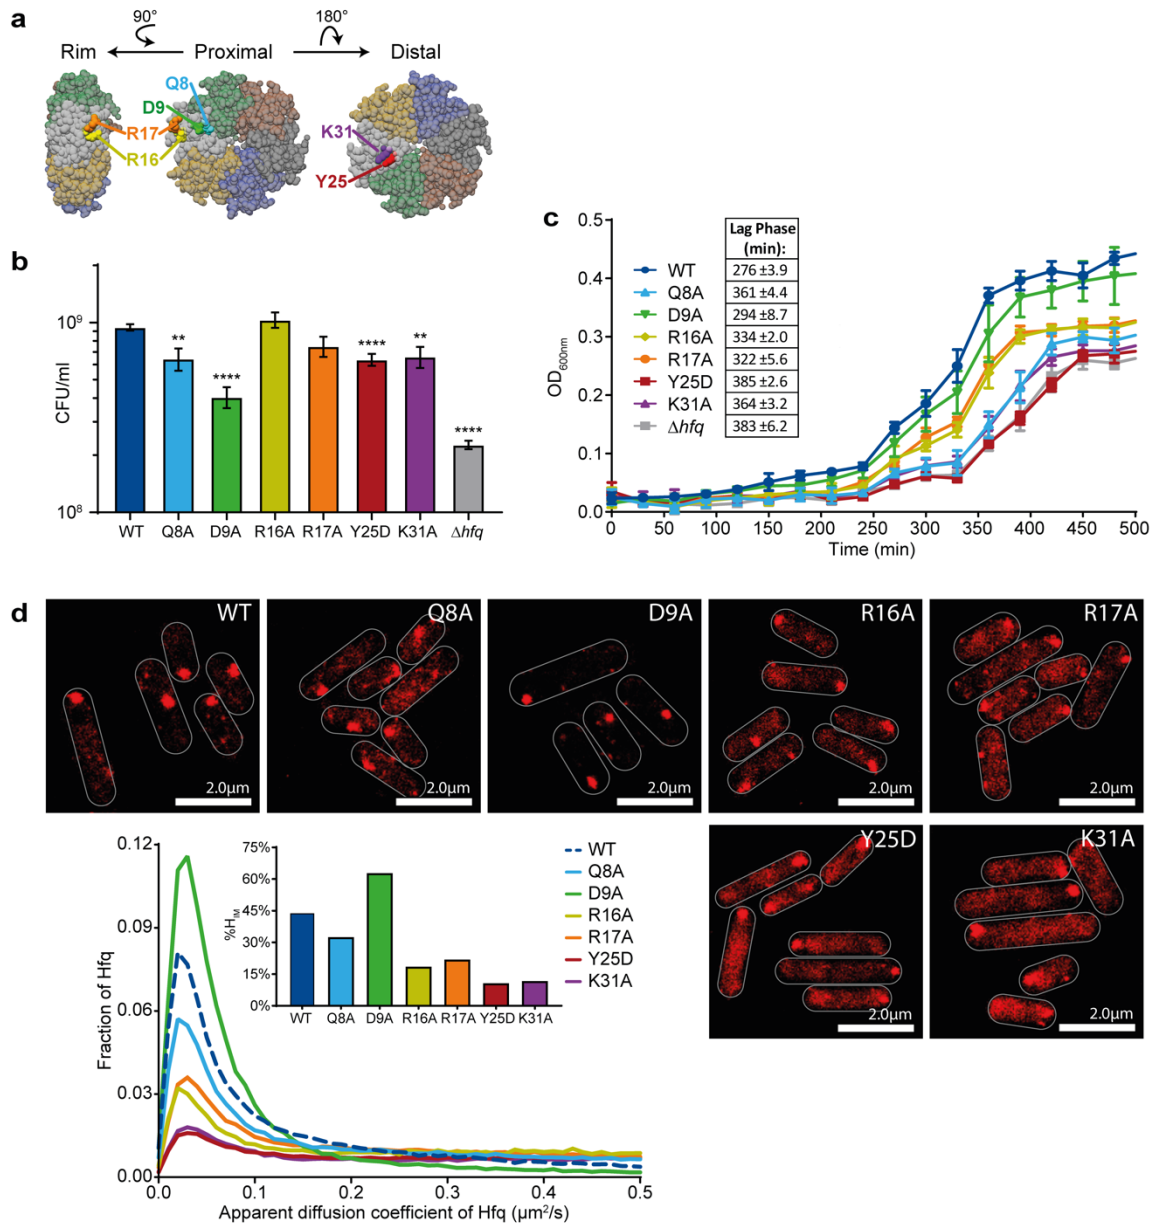 a
90°
180°
Rim
Proximal
Distal
Q8
D9
R17
R16
K31
Y25
b
CFU/ml
10⁹
10⁸
**
****
****
**
****
WT Q8A D9A R16A R17A Y25D K31A Δhfq
c
OD600nm
0.5
0.4
0.3
0.2
0.1
0.0
Lag Phase
(min):
WT 276 ±3.9
Q8A 361 ±4.4
D9A 294 ±8.7
R16A 334 ±2.0
R17A 322 ±5.6
Y25D 385 ±2.6
K31A 364 ±3.2
Δhfq 383 ±6.2
0 50 100 150 200 250 300 350 400 450 500
Time (min)
d
WT
2.0µm
Q8A
2.0µm
D9A
2.0µm
R16A
2.0µm
R17A
2.0µm
Y25D
2.0µm
K31A
2.0µm
Fraction of Hfq
0.12
0.09
0.06
0.03
0.00
0.0 0.1 0.2 0.3 0.4 0.5
Apparent diffusion coefficient of Hfq (µm²/s)
%HIM
75%
60%
45%
30%
15%
0%
WT Q8A D9A R16A R17A Y25D K31A
WT
Q8A
D9A
R16A
R17A
Y25D
K31A